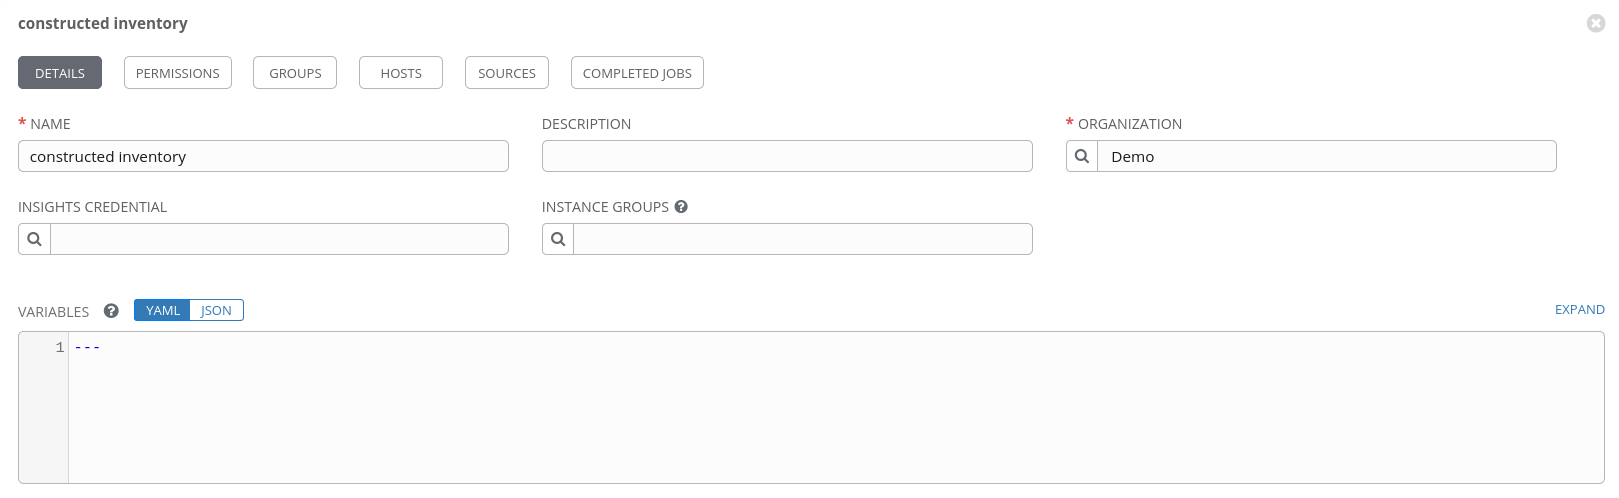 constructed inventory
DETAILS PERMISSIONS GROUPS HOSTS SOURCES COMPLETED JOBS
* NAME DESCRIPTION * ORGANIZATION
constructed inventory Demo
INSIGHTS CREDENTIAL INSTANCE GROUPS ?
VARIABLES ? YAML JSON EXPAND
1 ---